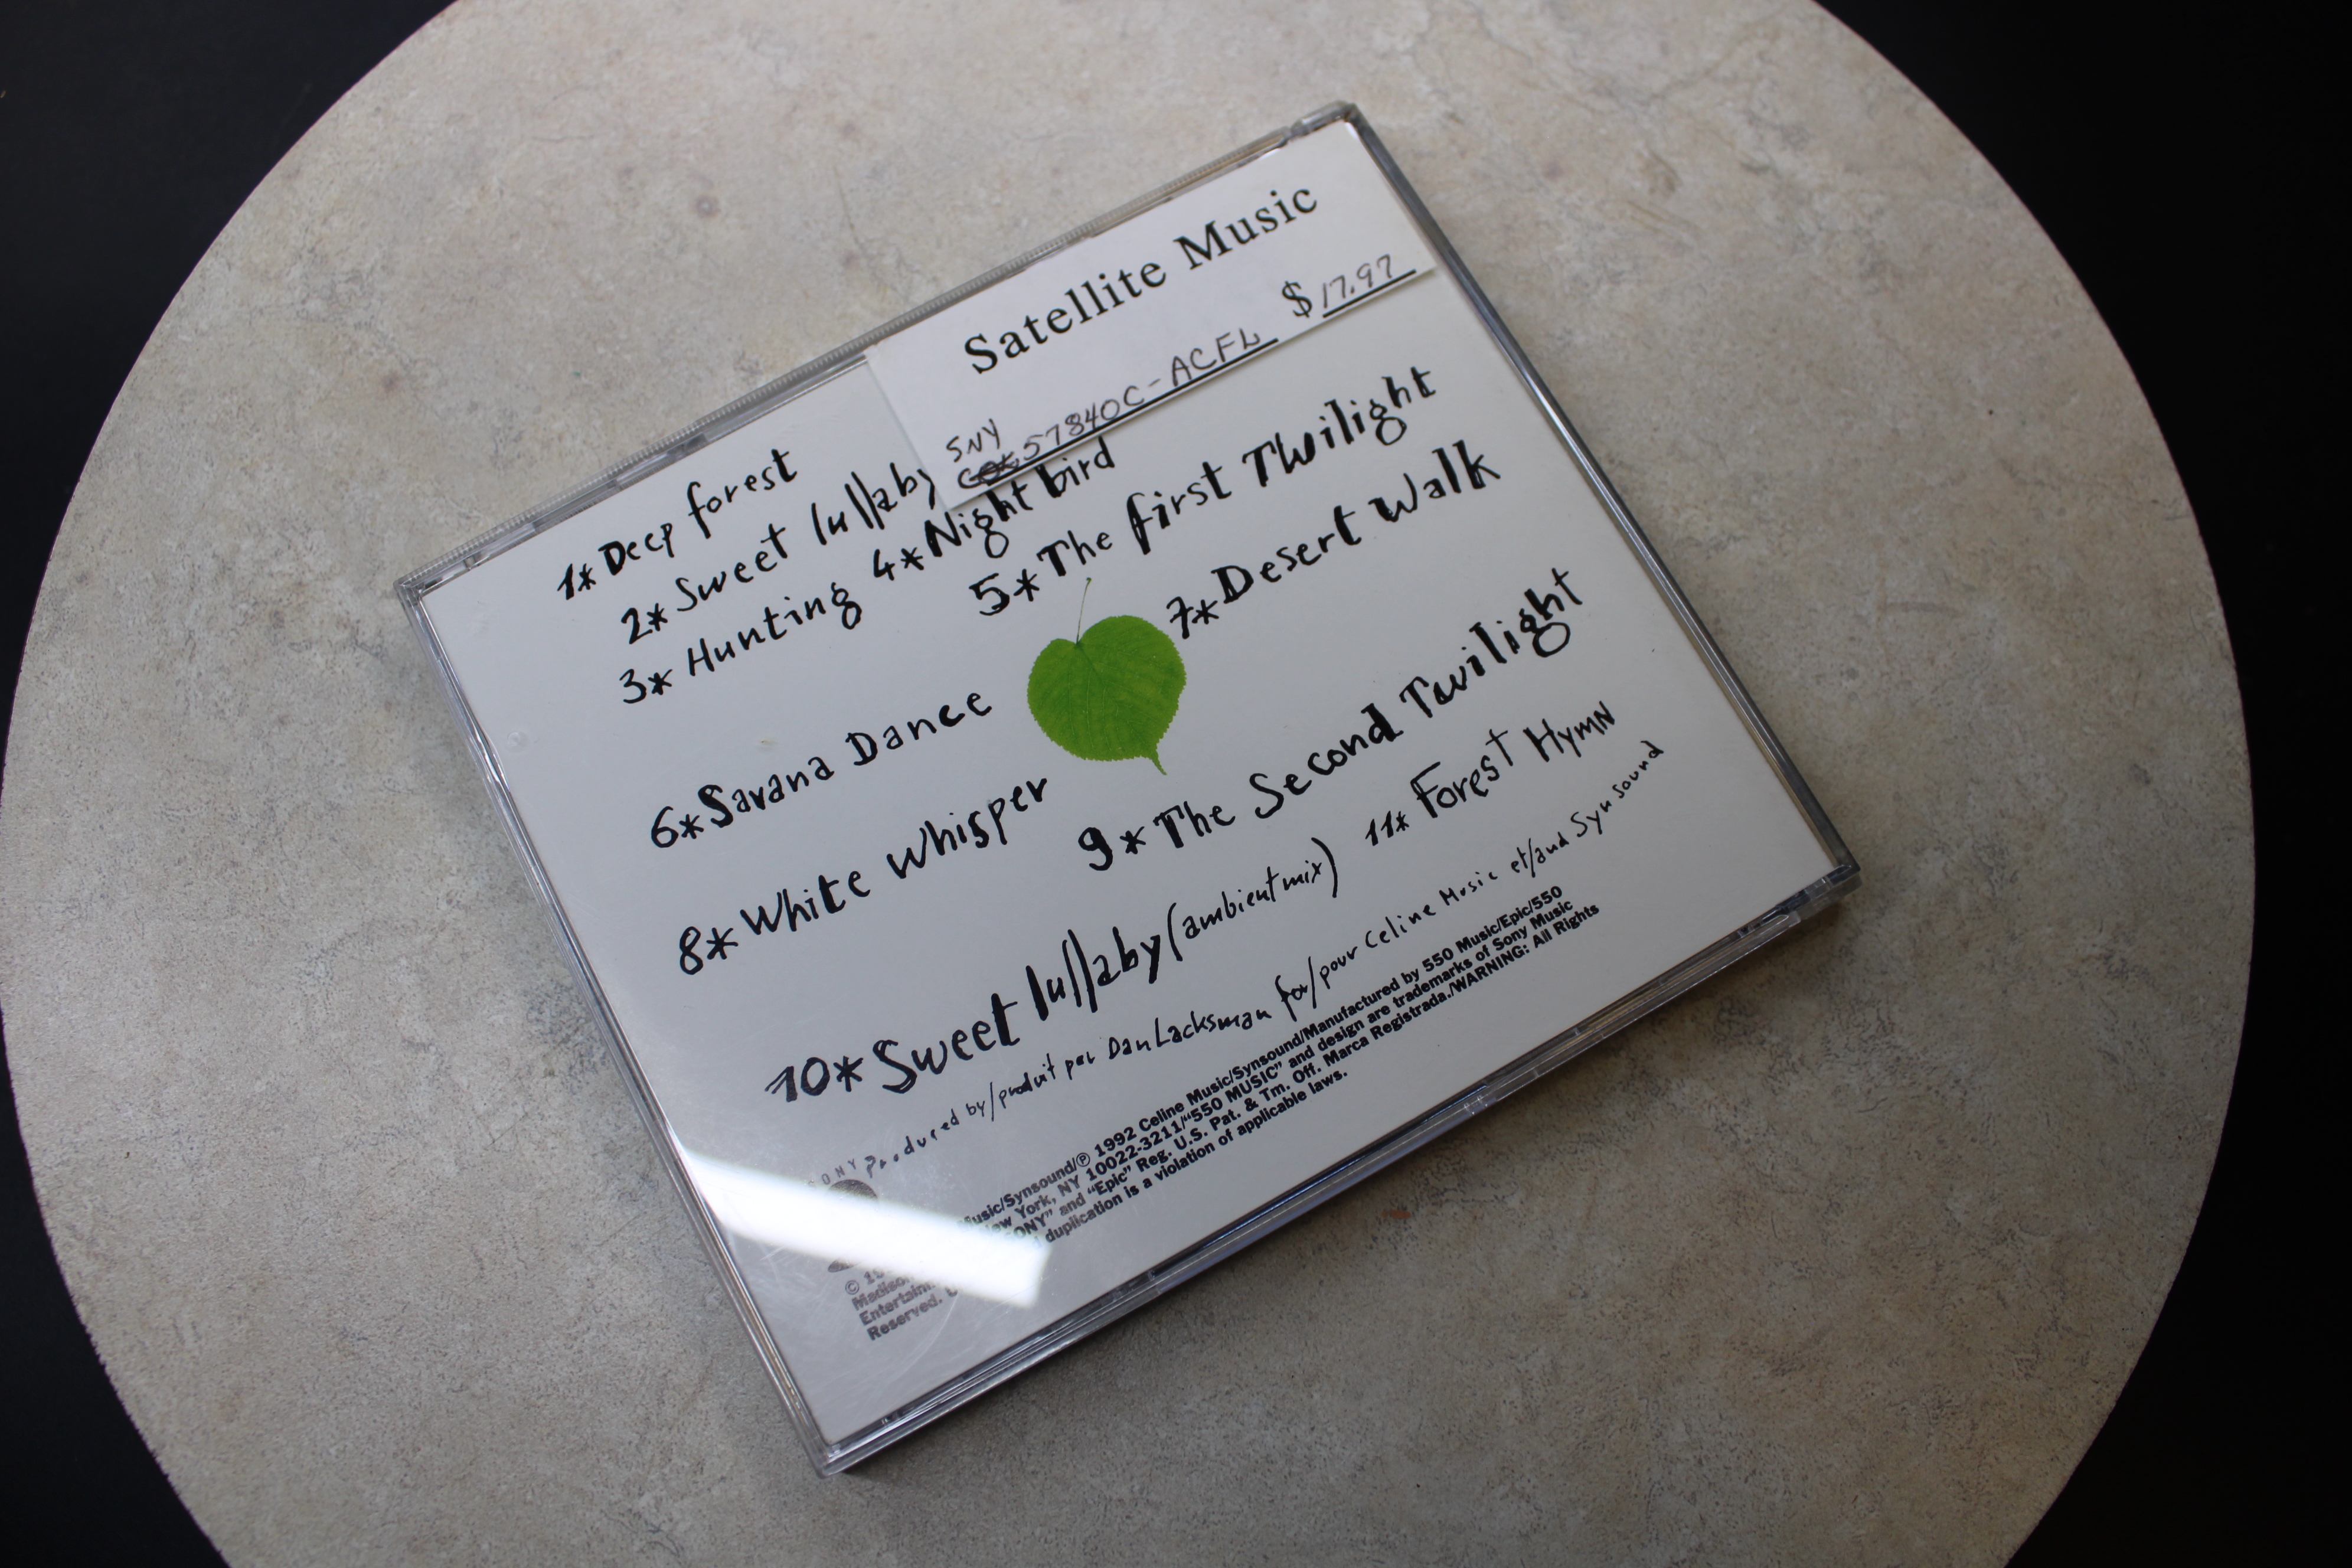 Satellite Music
SNY
57840C-ACFL $17.97
1* Deep forest
2* Sweet lullaby
3* Hunting 4* Night bird
5* The first Twilight
6* Savana Dance 7* Desert Walk
8* White whisper
9* The Second Twilight
10* Sweet lullaby (ambient mix) 11* Forest Hymn
Produced by/produit par Dan Lacksman for/pour Celine Music et/and Synsound
SONY
© Music/Synsound/℗ 1992 Celine Music/Synsound/Manufactured by 550 Music/Epic/550
New York, NY 10022-3211/"550 MUSIC" and design are trademarks of Sony Music
"SONY" and "Epic" Reg. U.S. Pat. & Tm. Off. Marca Registrada./WARNING: All Rights
Reserved. duplication is a violation of applicable laws.